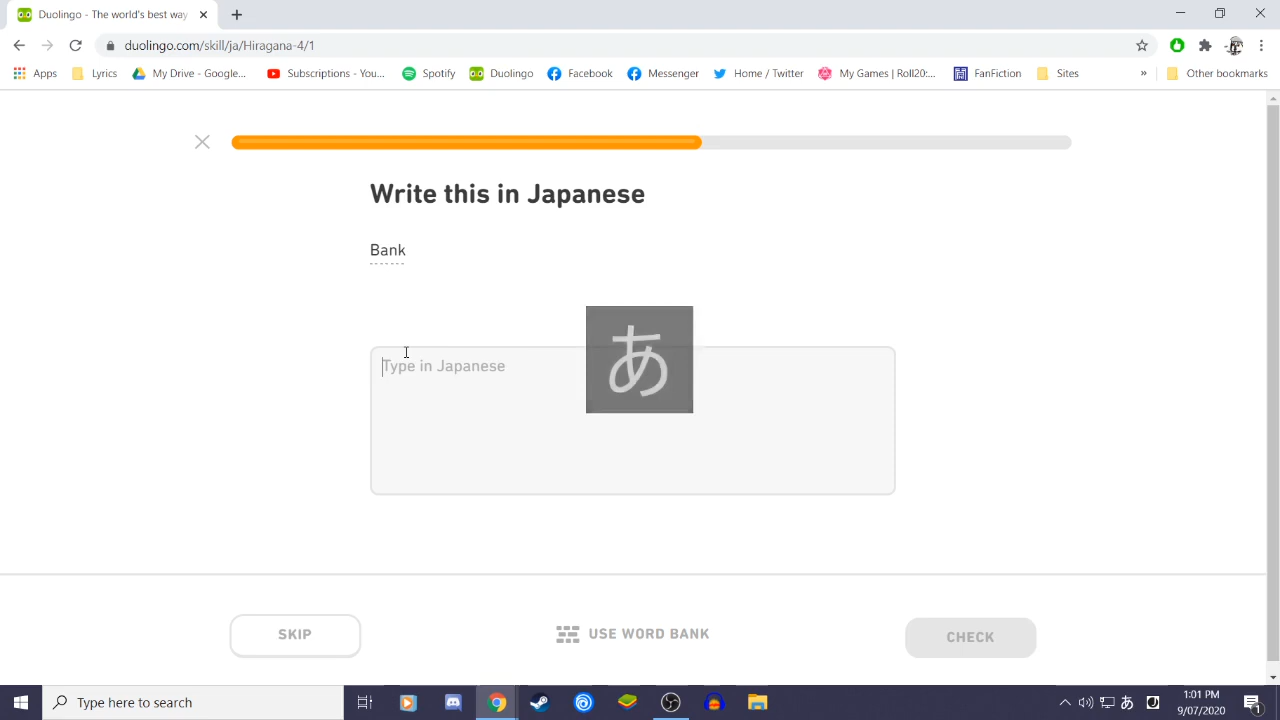 Duolingo - The world's best way
duolingo.com/skill/ja/Hiragana-4/1
Apps Lyrics My Drive - Google... Subscriptions - You... Spotify Duolingo Facebook Messenger Home / Twitter My Games | Roll20:... FanFiction Sites » Other bookmarks
Write this in Japanese
Bank
あ
Type in Japanese
SKIP USE WORD BANK CHECK
Type here to search
あ
1:01 PM
9/07/2020
1